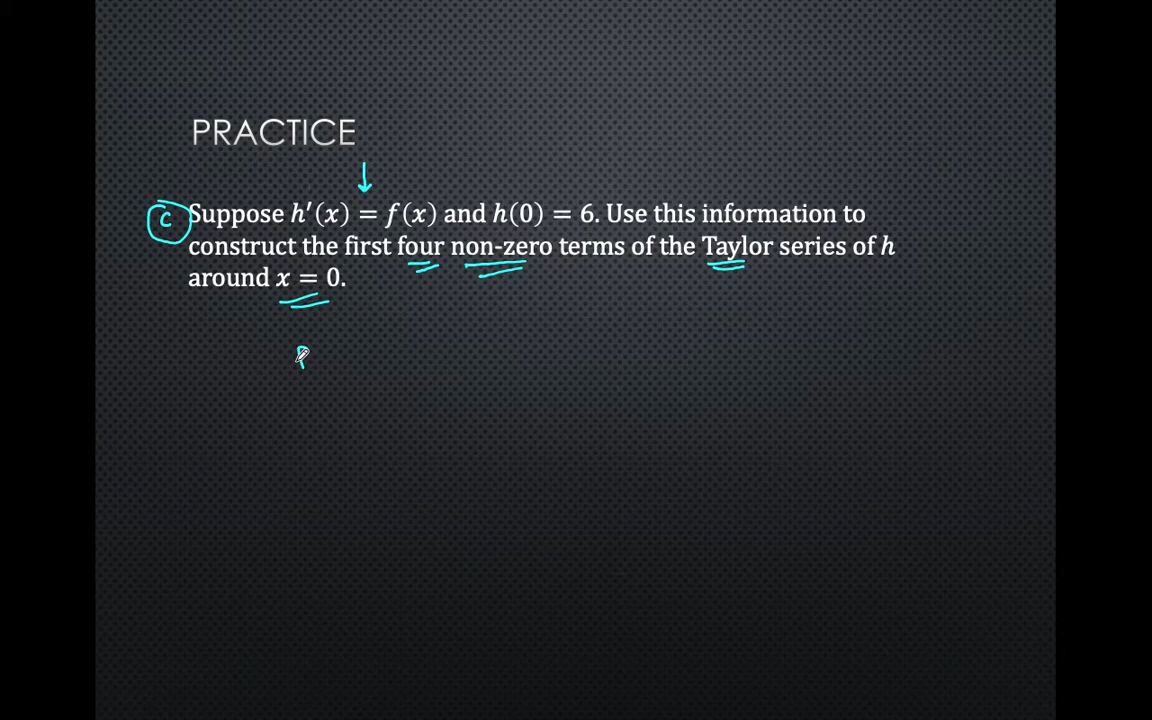 PRACTICE
C Suppose h′(x) = f(x) and h(0) = 6. Use this information to
construct the first four non-zero terms of the Taylor series of h
around x = 0.